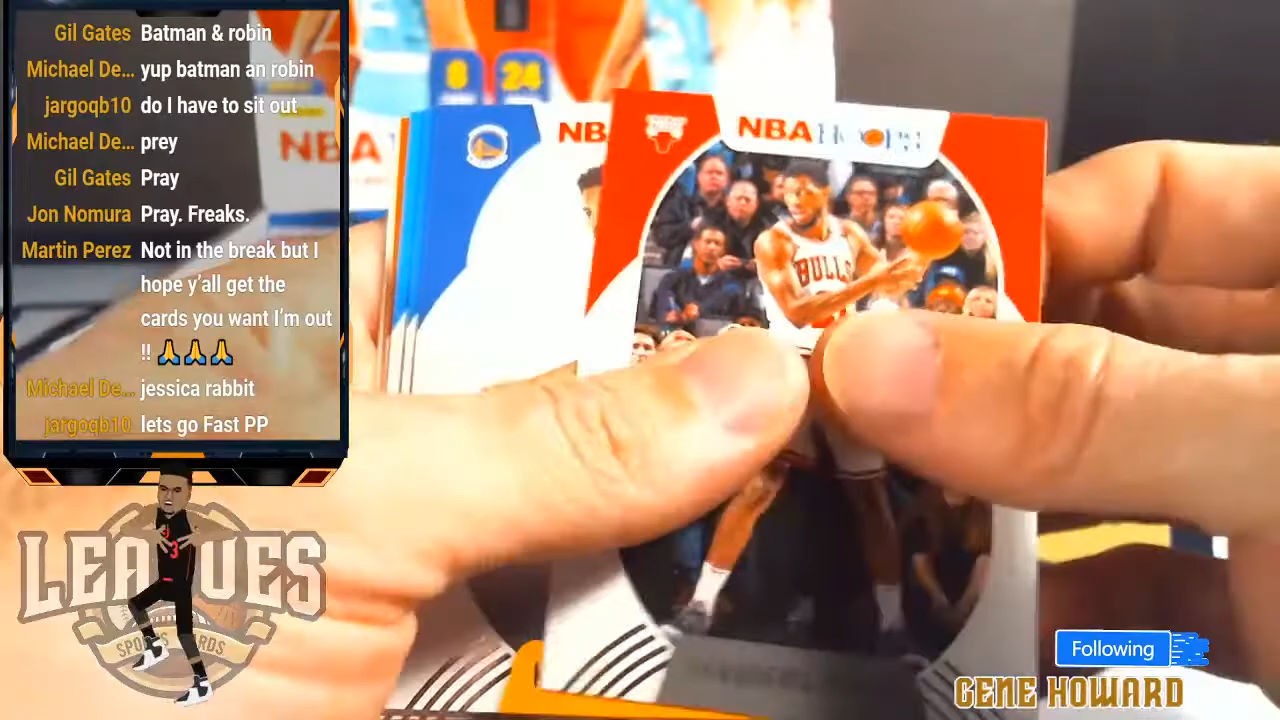 Gil Gates Batman & robin
Michael De... yup batman an robin
jargoqb10 do I have to sit out
Michael De... prey
Gil Gates Pray
Jon Nomura Pray. Freaks.
Martin Perez Not in the break but I
hope y'all get the
cards you want I'm out
!! 🙏🙏🙏
Michael De... jessica rabbit
jargoqb10 lets go Fast PP
8 24
NBA
NB
NBA HOOPS
BULLS
LEAGUES
SPORTS CARDS
Following
GENE HOWARD